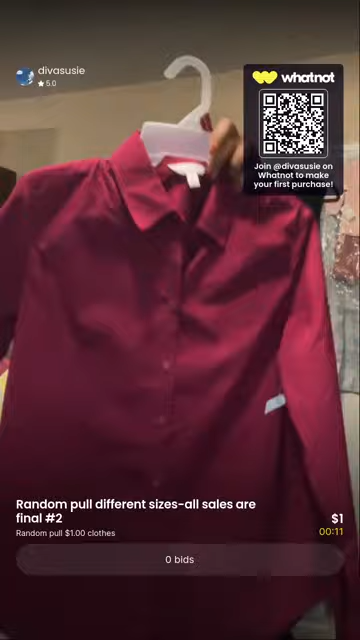 divasusie
5.0
whatnot
Join @divasusie on
Whatnot to make
your first purchase!
Random pull different sizes-all sales are
final #2
$1
Random pull $1.00 clothes
00:11
0 bids